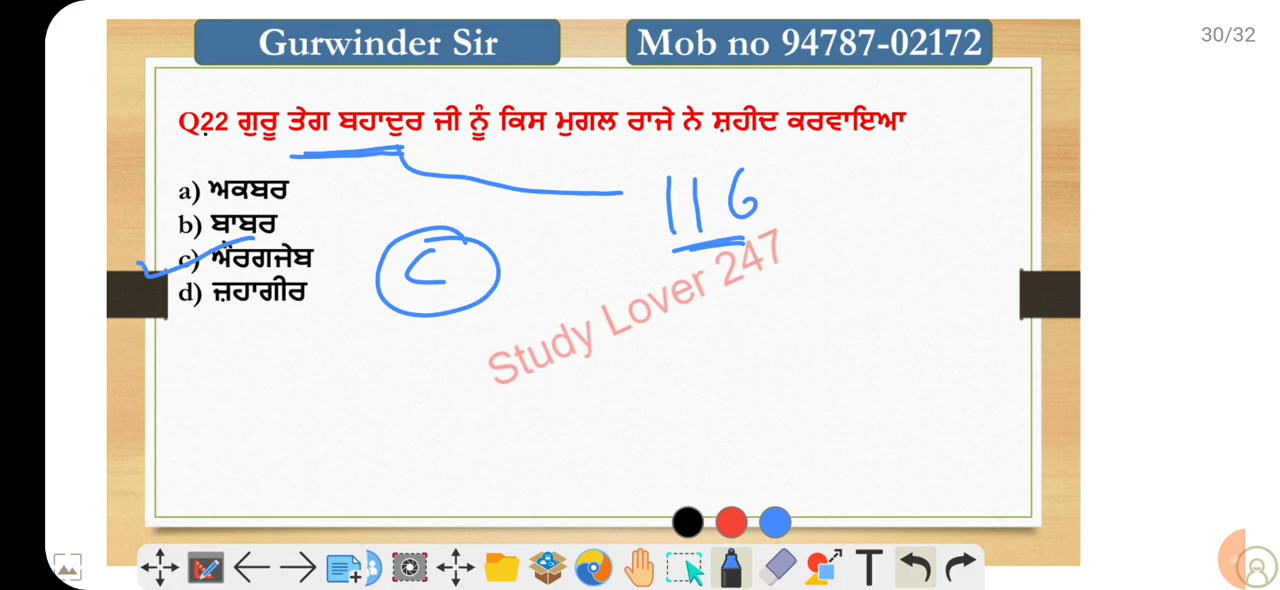 Gurwinder Sir
Mob no 94787-02172
30/32
Q.22 ਗੁਰੂ ਤੇਗ ਬਹਾਦੁਰ ਜੀ ਨੂੰ ਕਿਸ ਮੁਗਲ ਰਾਜੇ ਨੇ ਸ਼ਹੀਦ ਕਰਵਾਇਆ
116
a) ਅਕਬਰ
b) ਬਾਬਰ
c) ਔਰਗਜੇਬ
C
d) ਜ਼ਹਾਗੀਰ
Study Lover 247
T